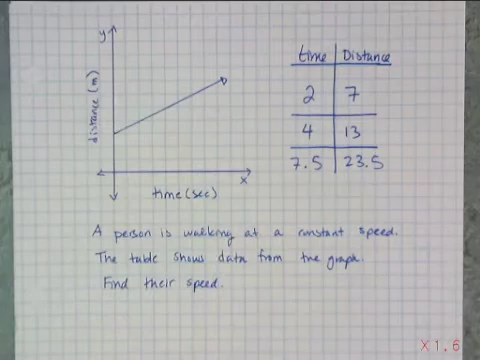 y
distance (m)
x
time (sec)
time Distance
2 7
4 13
7.5 23.5
A person is walking at a constant speed.
The table shows data from the graph.
Find their speed.
X1.6